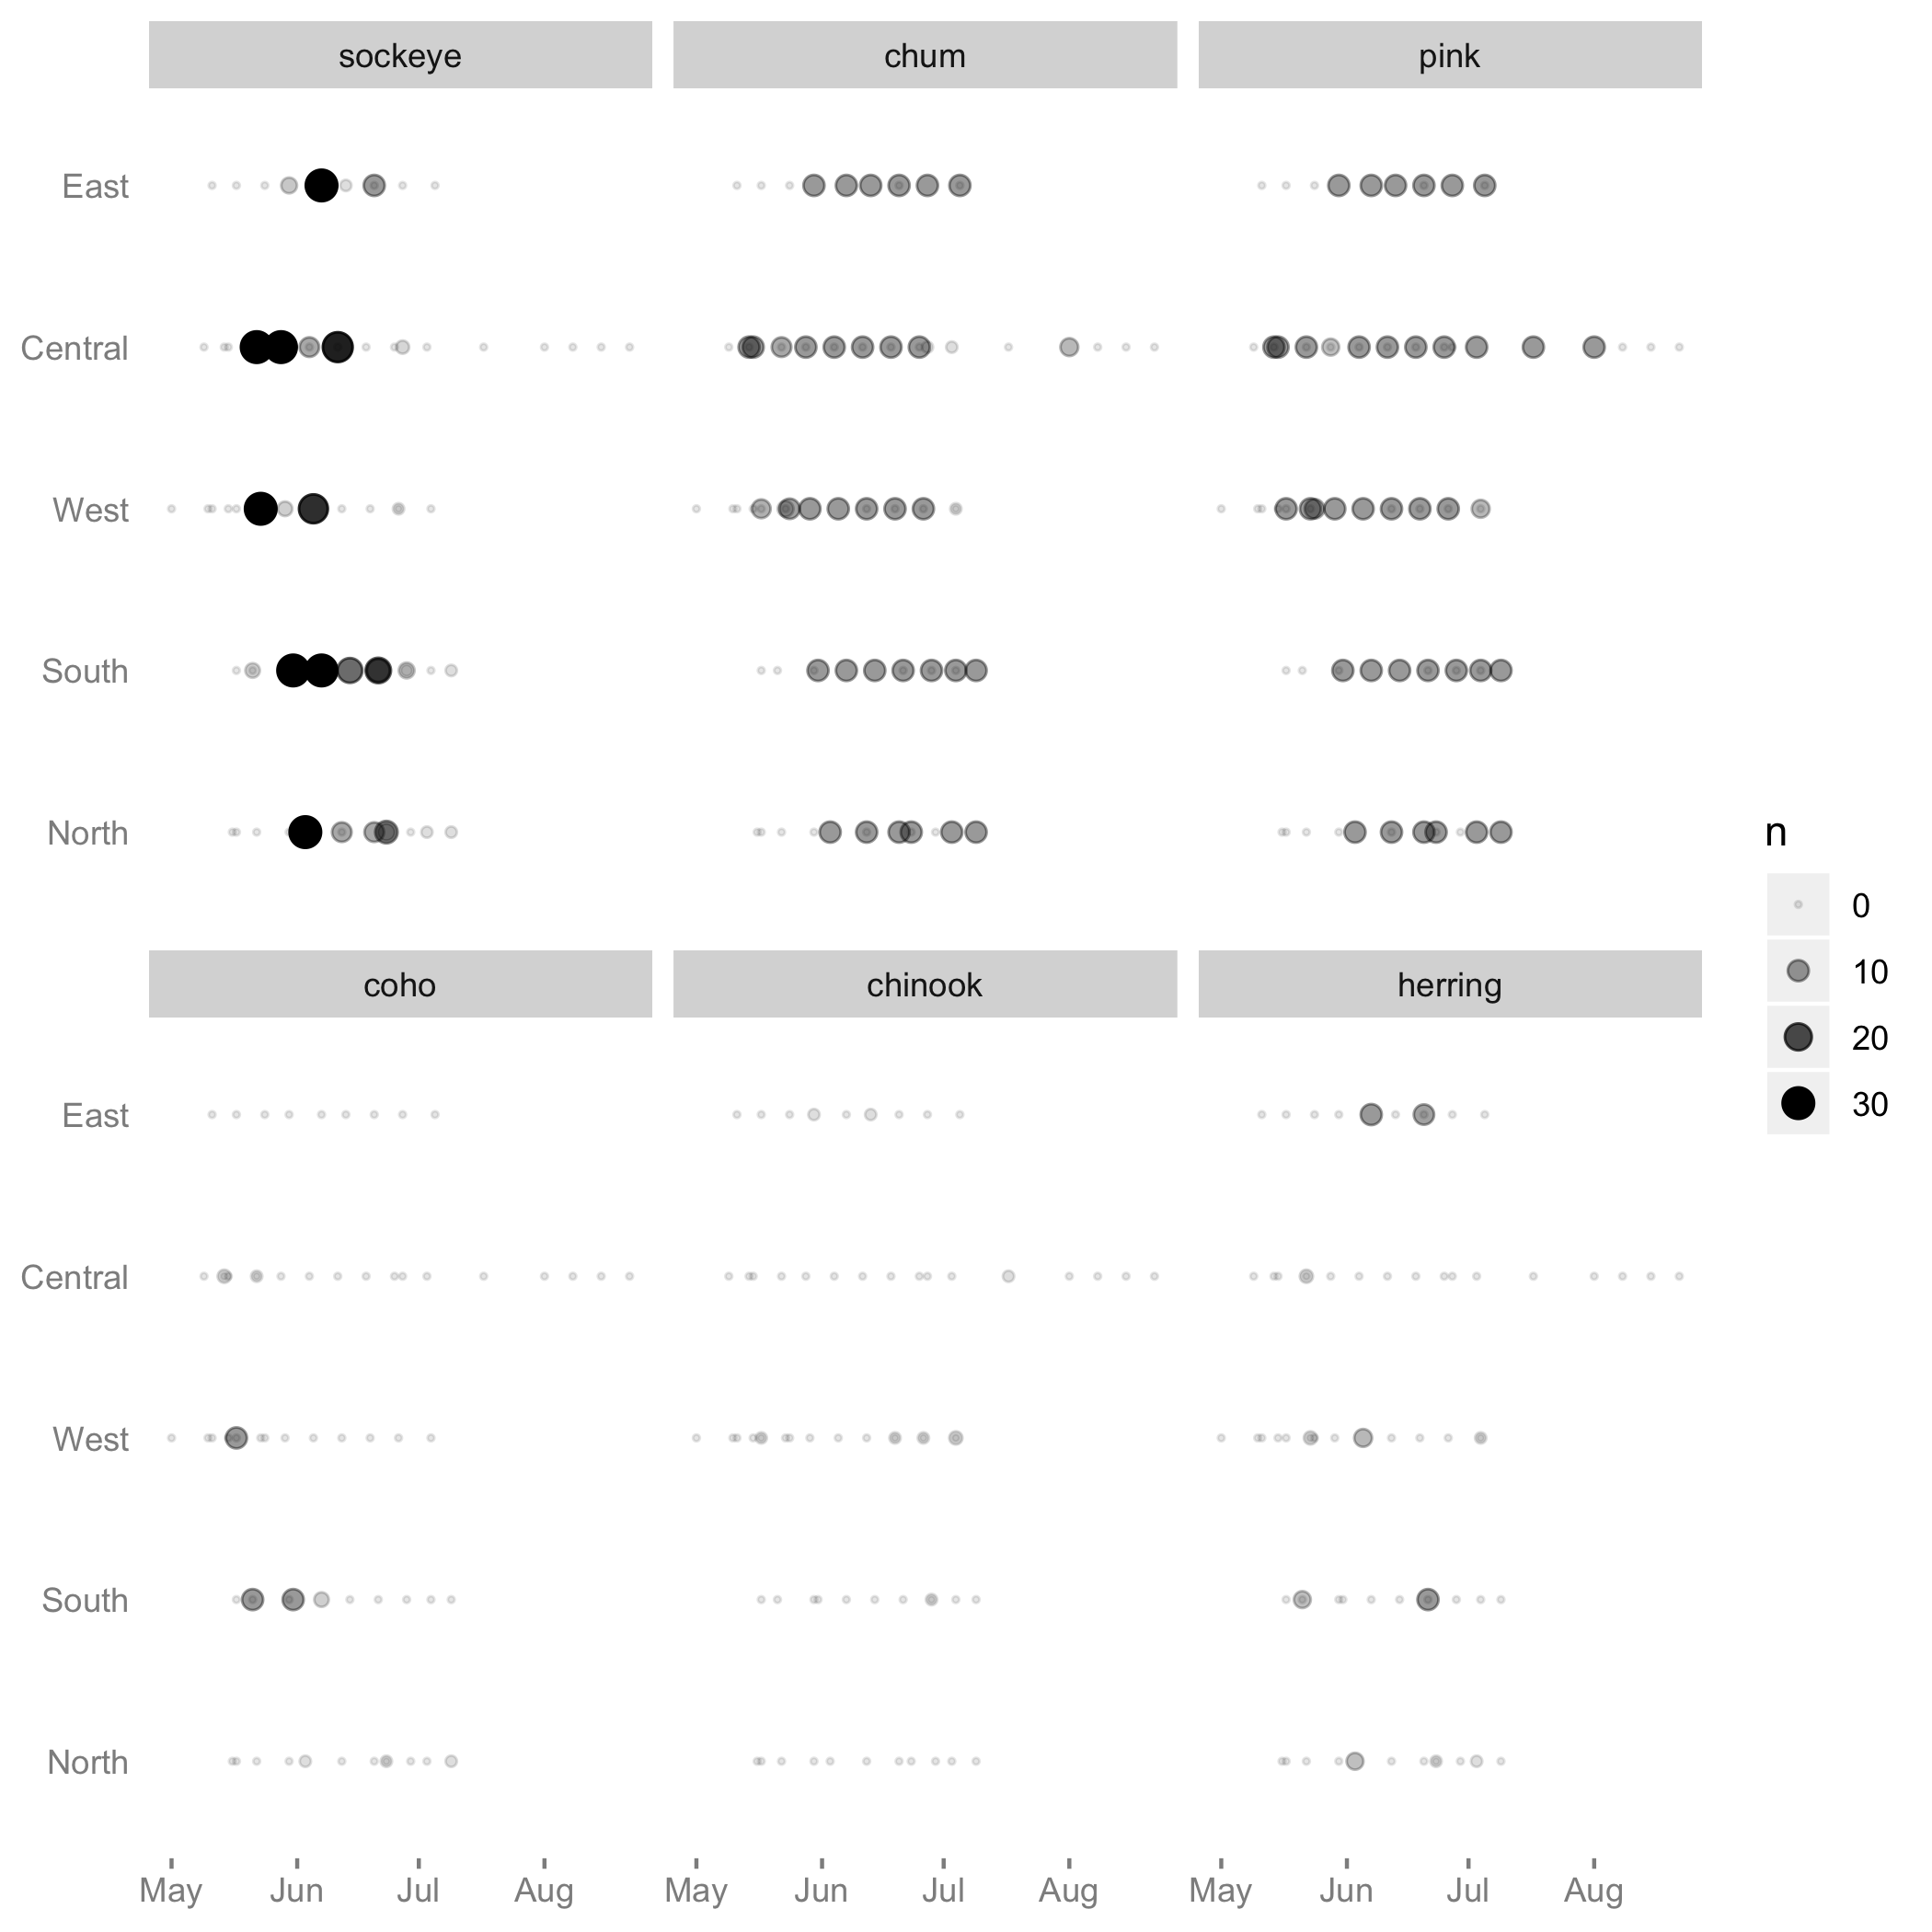 sockeye chum pink
East
Central
West
South
North
coho chinook herring
East
Central
West
South
North
May Jun Jul Aug May Jun Jul Aug May Jun Jul Aug
n
0
10
20
30